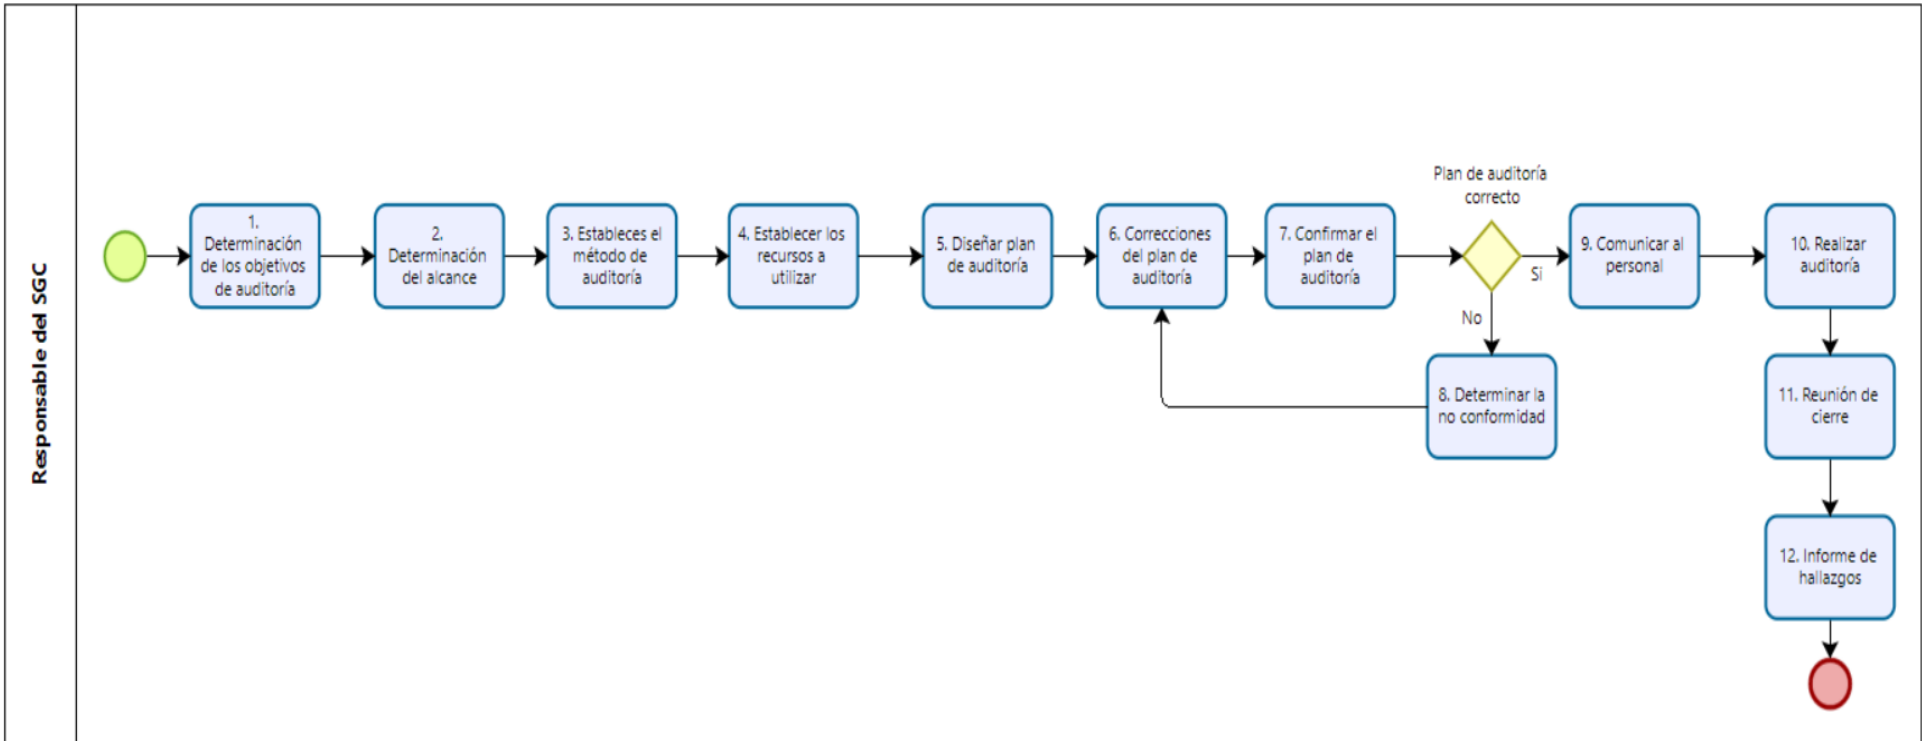 Responsable del SGC
1.
Determinación
de los objetivos
de auditoría
2.
Determinación
del alcance
3. Estableces el
método de
auditoría
4. Establecer los
recursos a
utilizar
5. Diseñar plan
de auditoría
6. Correcciones
del plan de
auditoría
7. Confirmar el
plan de
auditoría
Plan de auditoría
correcto
Si
No
8. Determinar la
no conformidad
9. Comunicar al
personal
10. Realizar
auditoría
11. Reunión de
cierre
12. Informe de
hallazgos